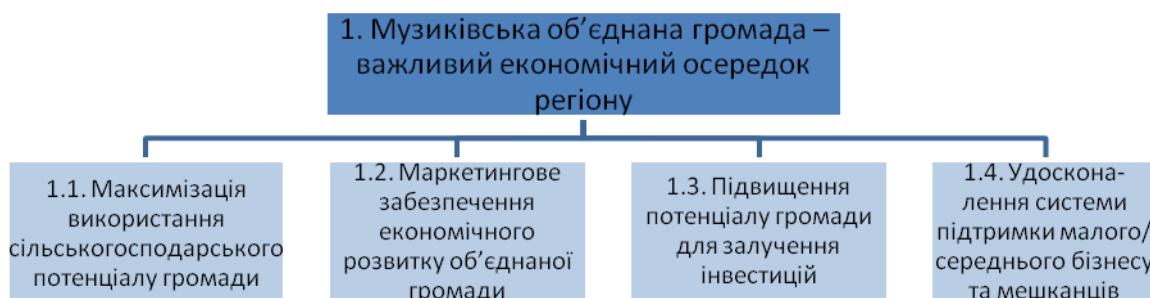 1. Музиківська об’єднана громада –
важливий економічний осередок
регіону
1.1. Максимізація
використання
сільськогосподарського
потенціалу громади
1.2. Маркетингове
забезпечення
економічного
розвитку об’єднаної
громади
1.3. Підвищення
потенціалу громади
для залучення
інвестицій
1.4. Удоскона-
лення системи
підтримки малого/
середнього бізнесу
та мешканців